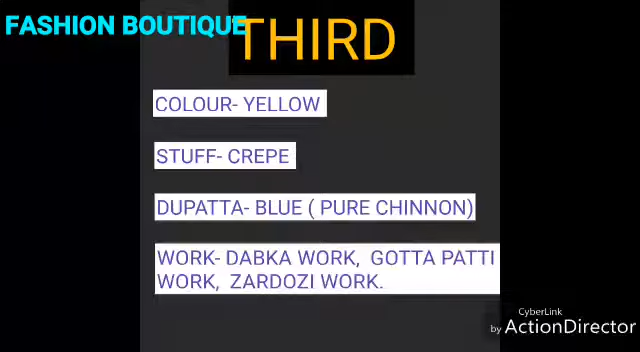 FASHION BOUTIQUE
THIRD
COLOUR- YELLOW
STUFF- CREPE
DUPATTA- BLUE ( PURE CHINNON)
WORK- DABKA WORK, GOTTA PATTI
WORK, ZARDOZI WORK.
CyberLink
by ActionDirector